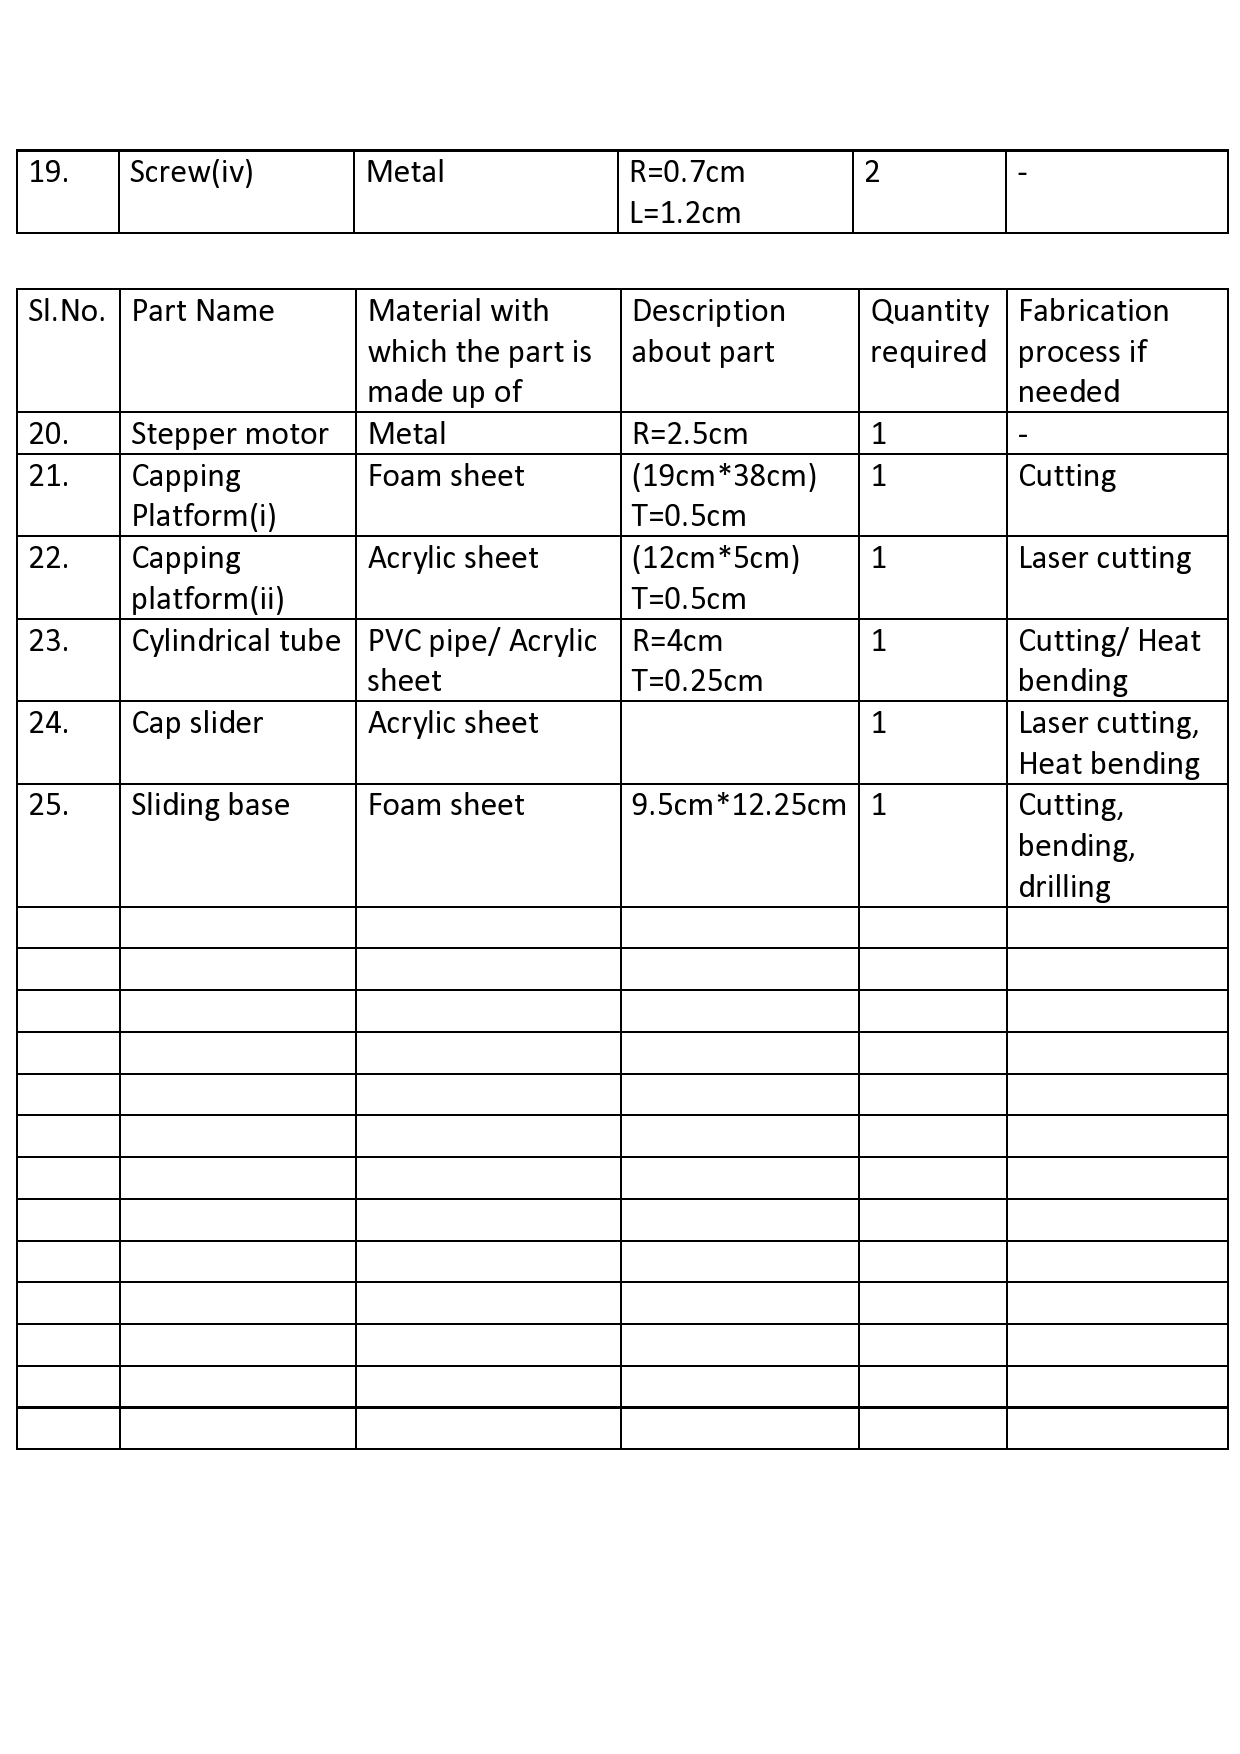 19. Screw(iv) Metal R=0.7cm 2 -
L=1.2cm
Sl.No. Part Name Material with Description Quantity Fabrication
which the part is about part required process if
made up of needed
20. Stepper motor Metal R=2.5cm 1 -
21. Capping Foam sheet (19cm*38cm) 1 Cutting
Platform(i) T=0.5cm
22. Capping Acrylic sheet (12cm*5cm) 1 Laser cutting
platform(ii) T=0.5cm
23. Cylindrical tube PVC pipe/ Acrylic R=4cm 1 Cutting/ Heat
sheet T=0.25cm bending
24. Cap slider Acrylic sheet 1 Laser cutting,
Heat bending
25. Sliding base Foam sheet 9.5cm*12.25cm 1 Cutting,
bending,
drilling